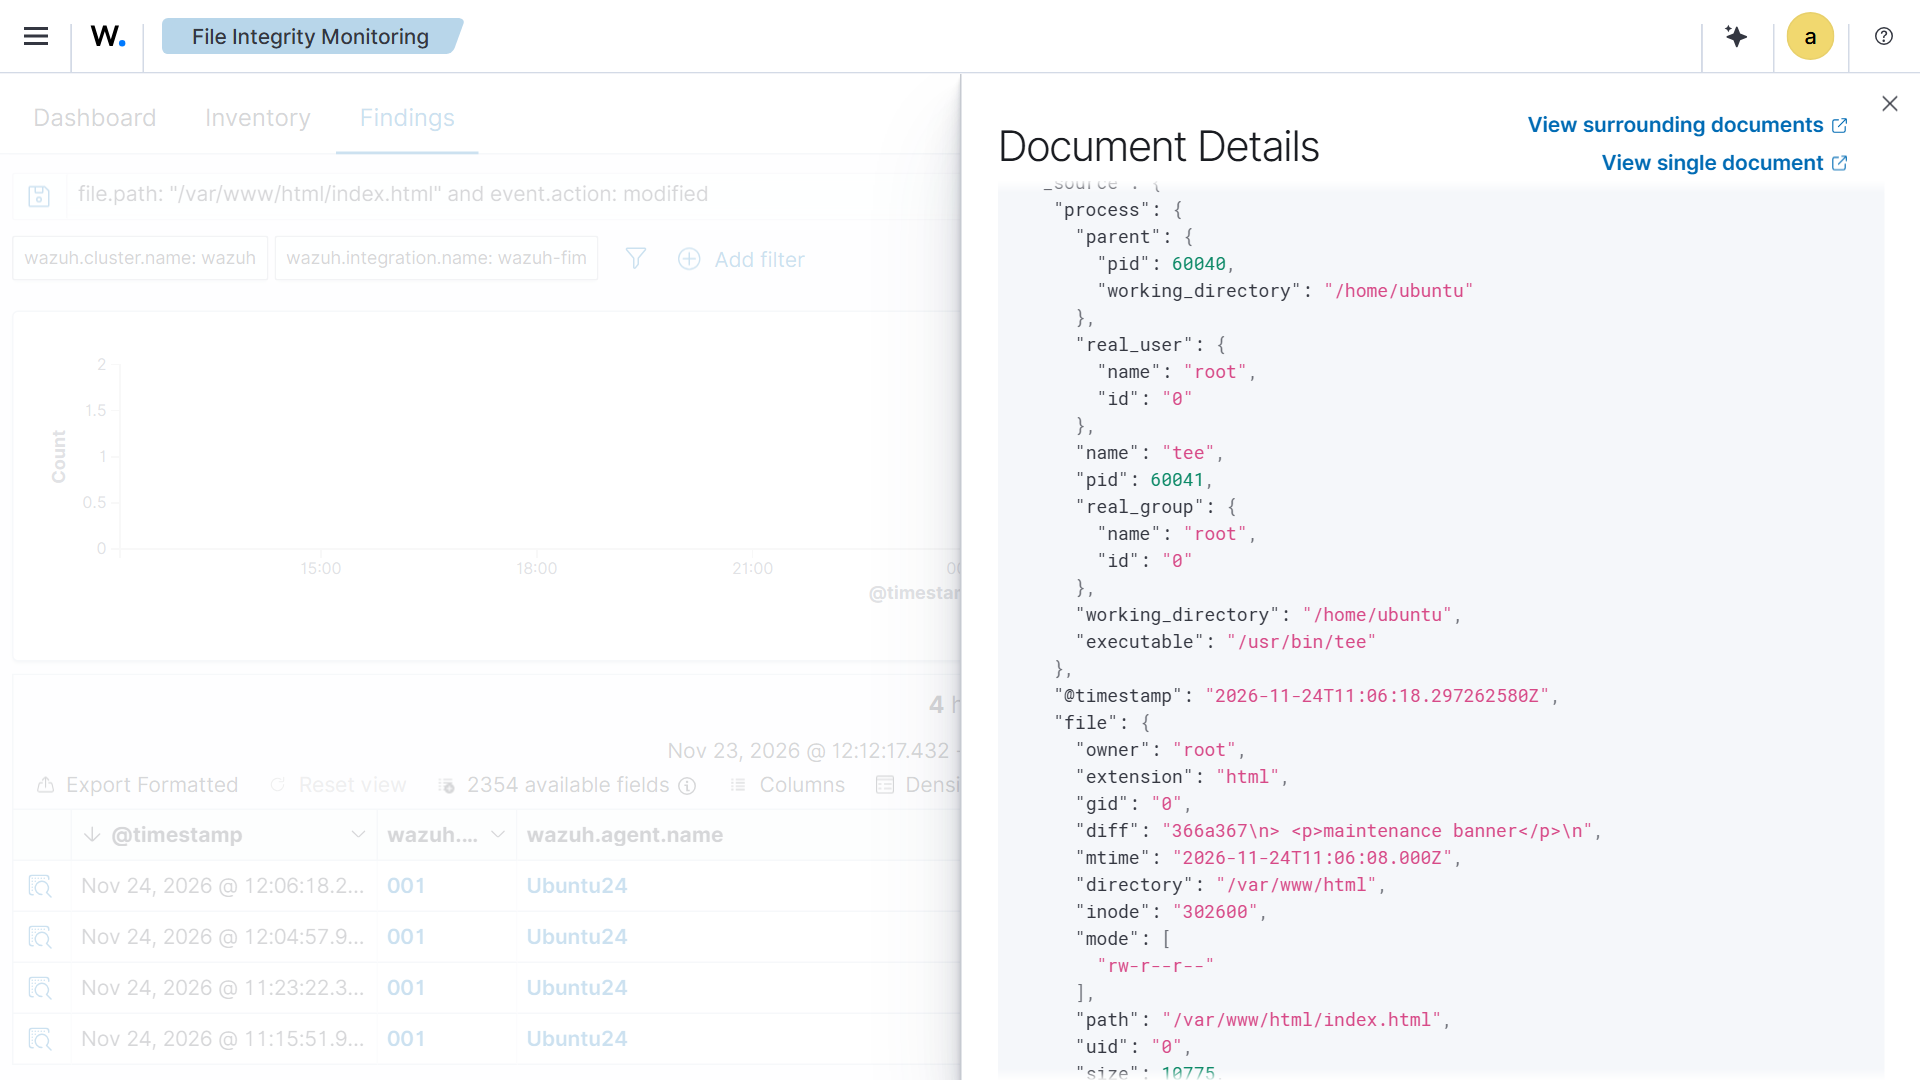 W.
File Integrity Monitoring
a
Dashboard
Inventory
Findings
file.path: "/var/www/html/index.html" and event.action: modified
wazuh.cluster.name: wazuh
wazuh.integration.name: wazuh-fim
Add filter
Count
2
1.5
1
0.5
0
15:00
18:00
21:00
@timestar
4 h
Nov 23, 2026 @ 12:12:17.432 -
Export Formatted
Reset view
2354 available fields
Columns
Densi
@timestamp
wazuh....
wazuh.agent.name
Nov 24, 2026 @ 12:06:18.2... 001 Ubuntu24
Nov 24, 2026 @ 12:04:57.9... 001 Ubuntu24
Nov 24, 2026 @ 11:23:22.3... 001 Ubuntu24
Nov 24, 2026 @ 11:15:51.9... 001 Ubuntu24
Document Details
View surrounding documents
View single document
_source": {
"process": {
"parent": {
"pid": 60040,
"working_directory": "/home/ubuntu"
},
"real_user": {
"name": "root",
"id": "0"
},
"name": "tee",
"pid": 60041,
"real_group": {
"name": "root",
"id": "0"
},
"working_directory": "/home/ubuntu",
"executable": "/usr/bin/tee"
},
"@timestamp": "2026-11-24T11:06:18.297262580Z",
"file": {
"owner": "root",
"extension": "html",
"gid": "0",
"diff": "366a367\n> <p>maintenance banner</p>\n",
"mtime": "2026-11-24T11:06:08.000Z",
"directory": "/var/www/html",
"inode": "302600",
"mode": [
"rw-r--r--"
],
"path": "/var/www/html/index.html",
"uid": "0",
"size": 10775,